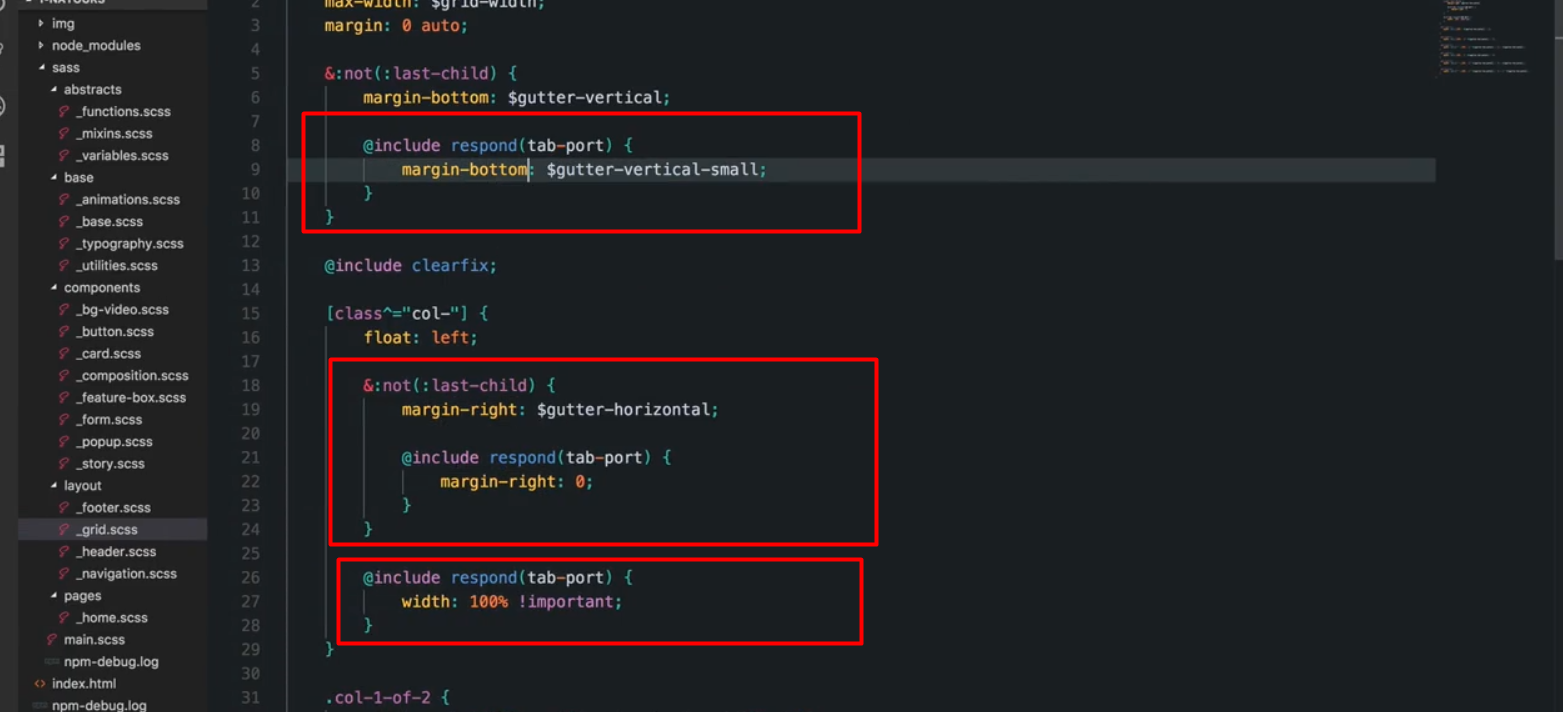 img
node_modules
sass
abstracts
_functions.scss
_mixins.scss
_variables.scss
base
_animations.scss
_base.scss
_typography.scss
_utilities.scss
components
_bg-video.scss
_button.scss
_card.scss
_composition.scss
_feature-box.scss
_form.scss
_popup.scss
_story.scss
layout
_footer.scss
_grid.scss
_header.scss
_navigation.scss
pages
_home.scss
main.scss
npm-debug.log
index.html
npm-debug.log
2 max-width: $grid-width;
3 margin: 0 auto;
4
5 &:not(:last-child) {
6 margin-bottom: $gutter-vertical;
7
8 @include respond(tab-port) {
9 margin-bottom: $gutter-vertical-small;
10 }
11 }
12
13 @include clearfix;
14
15 [class^="col-"] {
16 float: left;
17
18 &:not(:last-child) {
19 margin-right: $gutter-horizontal;
20
21 @include respond(tab-port) {
22 margin-right: 0;
23 }
24 }
25
26 @include respond(tab-port) {
27 width: 100% !important;
28 }
29 }
30
31 .col-1-of-2 {